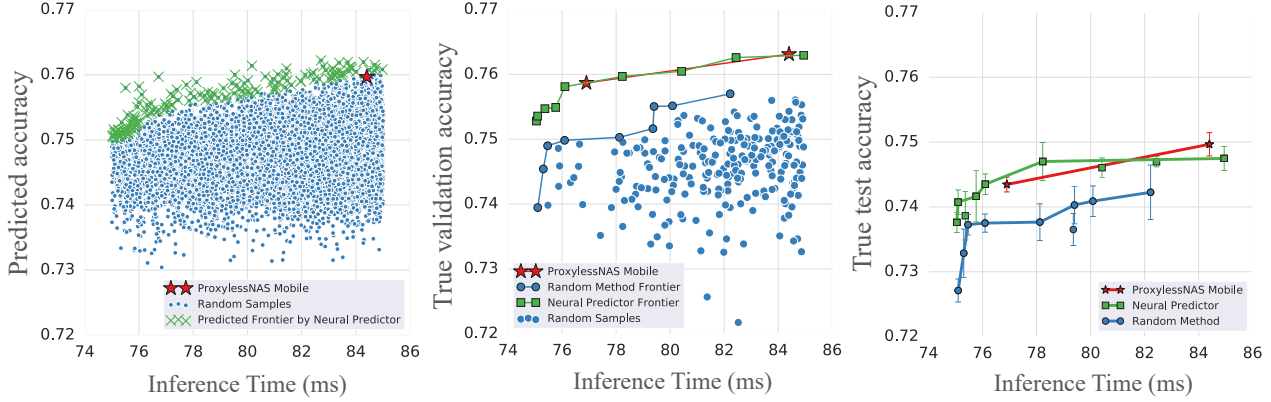 Predicted accuracy
0.77
0.76
0.75
0.74
0.73
0.72
ProxylessNAS Mobile
Random Samples
Predicted Frontier by Neural Predictor
74
76
78
80
82
84
86
Inference Time (ms)
True validation accuracy
0.77
0.76
0.75
0.74
0.73
0.72
ProxylessNAS Mobile
Random Method Frontier
Neural Predictor Frontier
Random Samples
74
76
78
80
82
84
86
Inference Time (ms)
True test accuracy
0.77
0.76
0.75
0.74
0.73
0.72
ProxylessNAS Mobile
Neural Predictor
Random Method
74
76
78
80
82
84
86
Inference Time (ms)